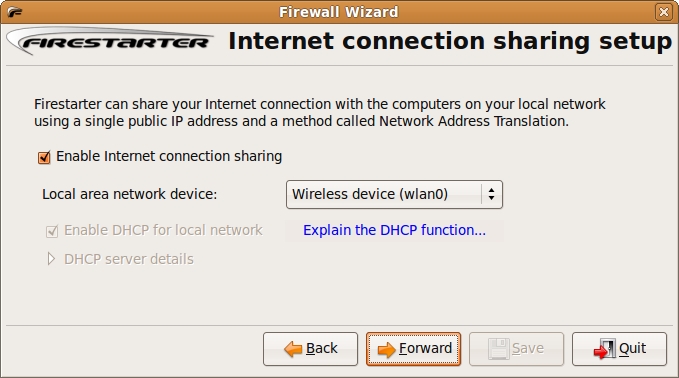 Firewall Wizard
FIRESTARTER
Internet connection sharing setup
Firestarter can share your Internet connection with the computers on your local network
using a single public IP address and a method called Network Address Translation.
Enable Internet connection sharing
Local area network device: Wireless device (wlan0)
Enable DHCP for local network Explain the DHCP function...
DHCP server details
Back Forward Save Quit